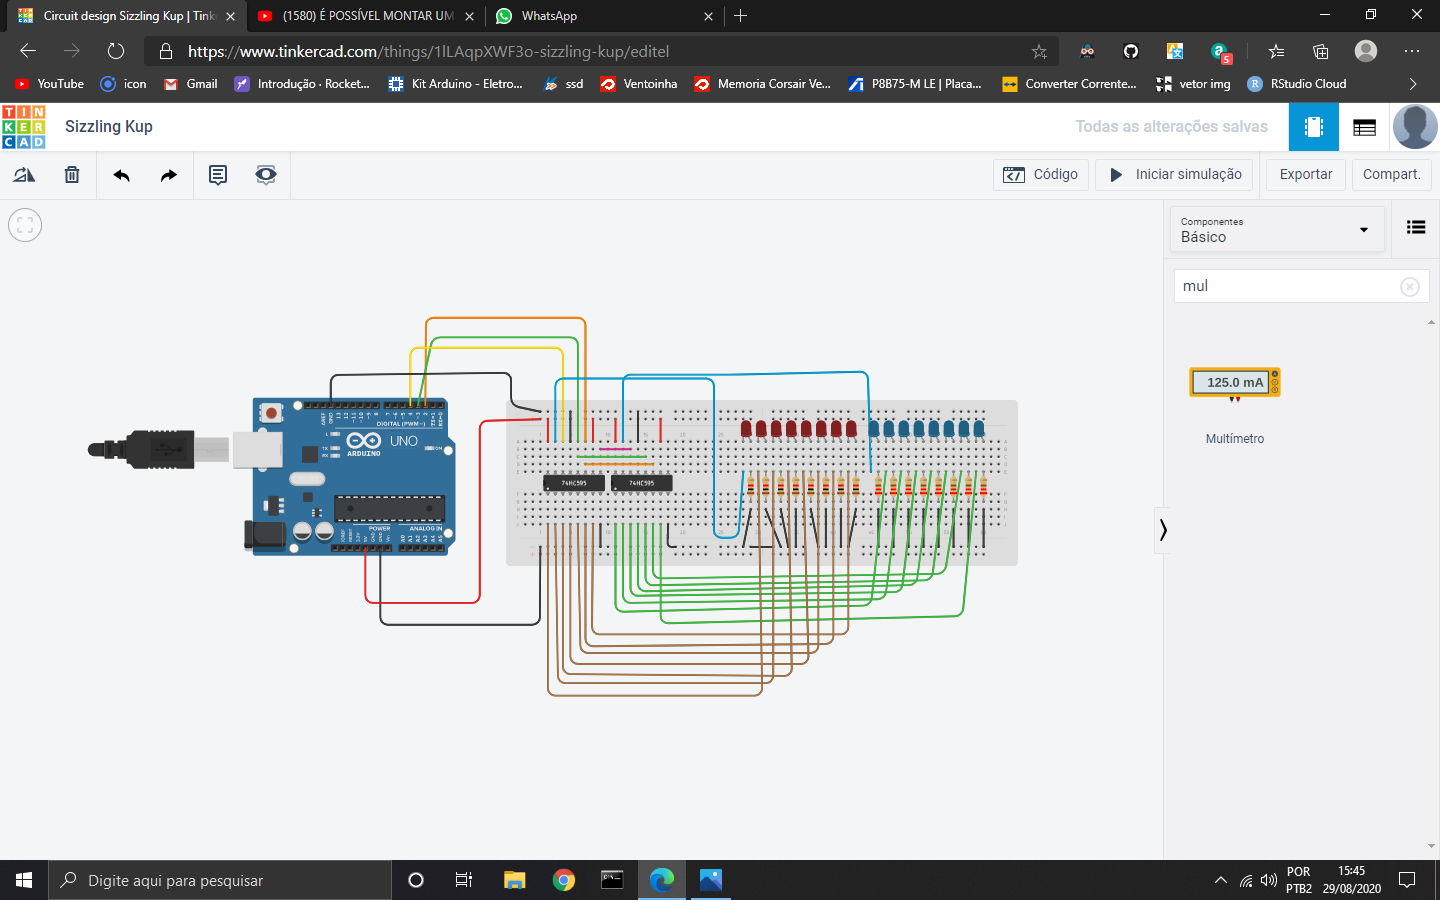 Circuit design Sizzling Kup | Tink
(1580) É POSSÍVEL MONTAR UM
WhatsApp
https://www.tinkercad.com/things/1lLAqpXWF3o-sizzling-kup/editel
5
YouTube
icon
Gmail
Introdução · Rocket...
Kit Arduino - Eletro...
ssd
Ventoinha
Memoria Corsair Ve...
P8B75-M LE | Placa...
Converter Corrente...
vetor img
RStudio Cloud
TIN
KER
CAD
Sizzling Kup
Todas as alterações salvas
Código
Iniciar simulação
Exportar
Compart.
Componentes
Básico
mul
125.0 mA
Multímetro
DIGITAL (PWM~)
UNO
ARDUINO
TX
RX
L
ON
POWER
ANALOG IN
74HC595
74HC595
Digite aqui para pesquisar
POR
PTB2
15:45
29/08/2020